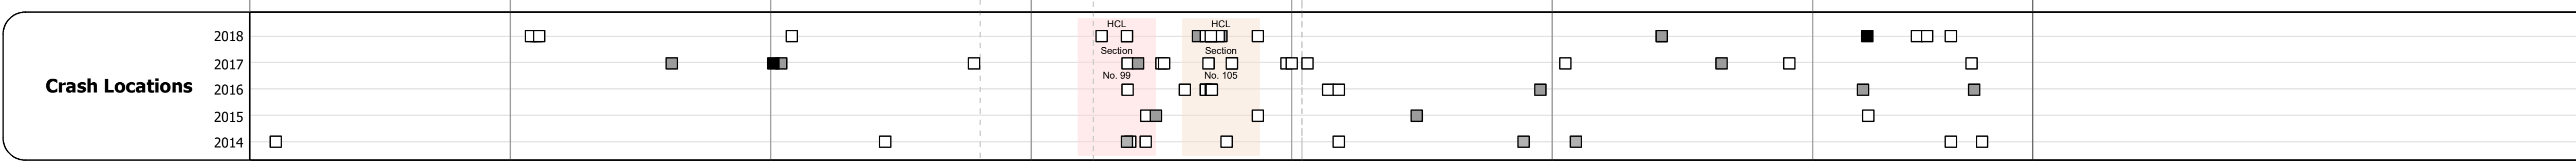 Crash Locations
2018
2017
2016
2015
2014
HCL
Section
No. 99
HCL
Section
No. 105